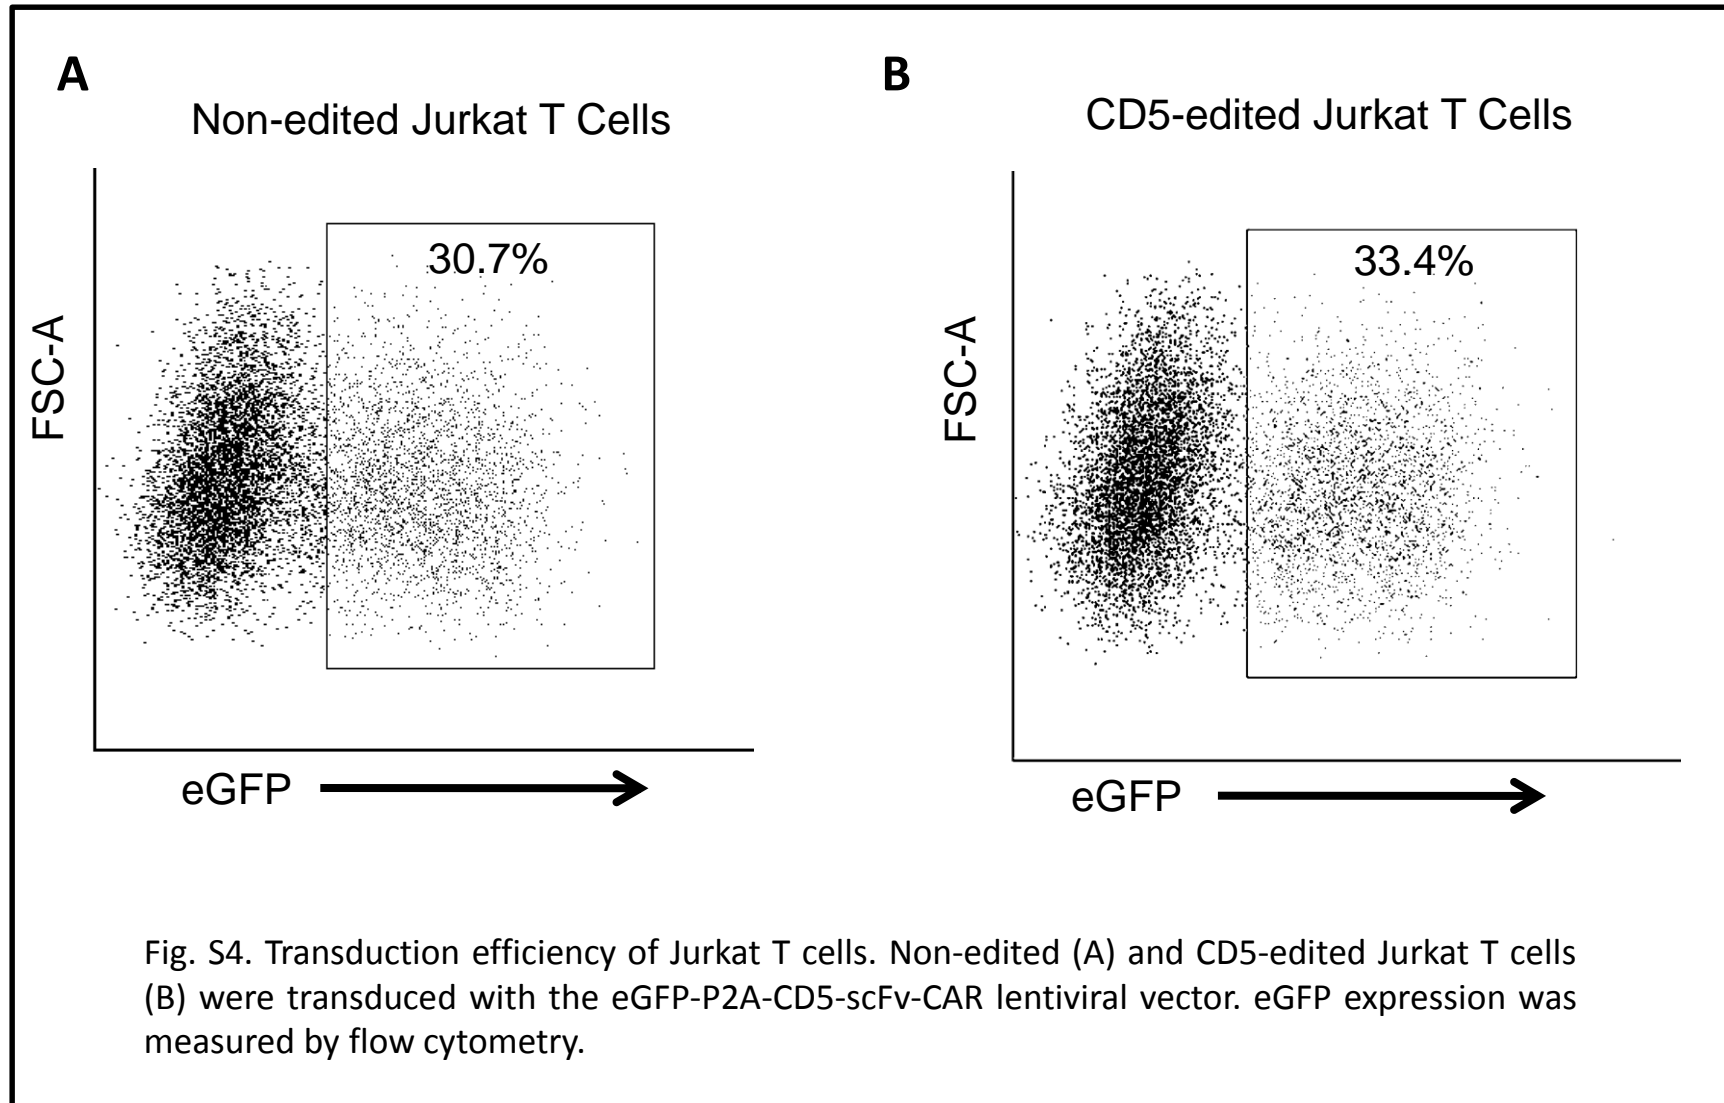 A
Non-edited Jurkat T Cells
30.7%
FSC-A
eGFP
B
CD5-edited Jurkat T Cells
33.4%
FSC-A
eGFP
Fig. S4. Transduction efficiency of Jurkat T cells. Non-edited (A) and CD5-edited Jurkat T cells
(B) were transduced with the eGFP-P2A-CD5-scFv-CAR lentiviral vector. eGFP expression was
measured by flow cytometry.